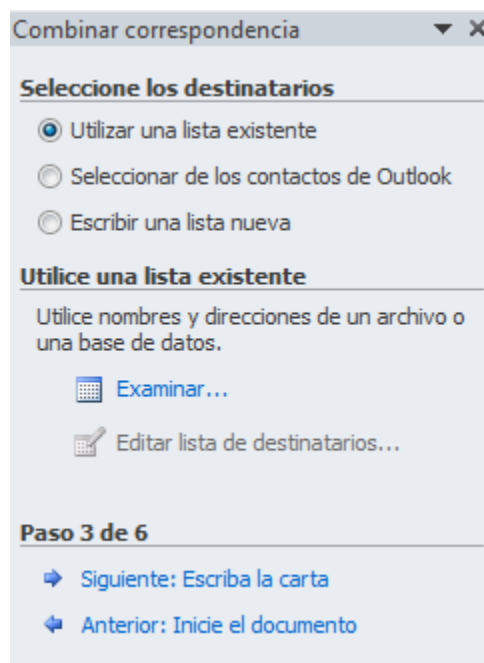 Combinar correspondencia
Seleccione los destinatarios
Utilizar una lista existente
Seleccionar de los contactos de Outlook
Escribir una lista nueva
Utilice una lista existente
Utilice nombres y direcciones de un archivo o
una base de datos.
Examinar...
Editar lista de destinatarios...
Paso 3 de 6
Siguiente: Escriba la carta
Anterior: Inicie el documento